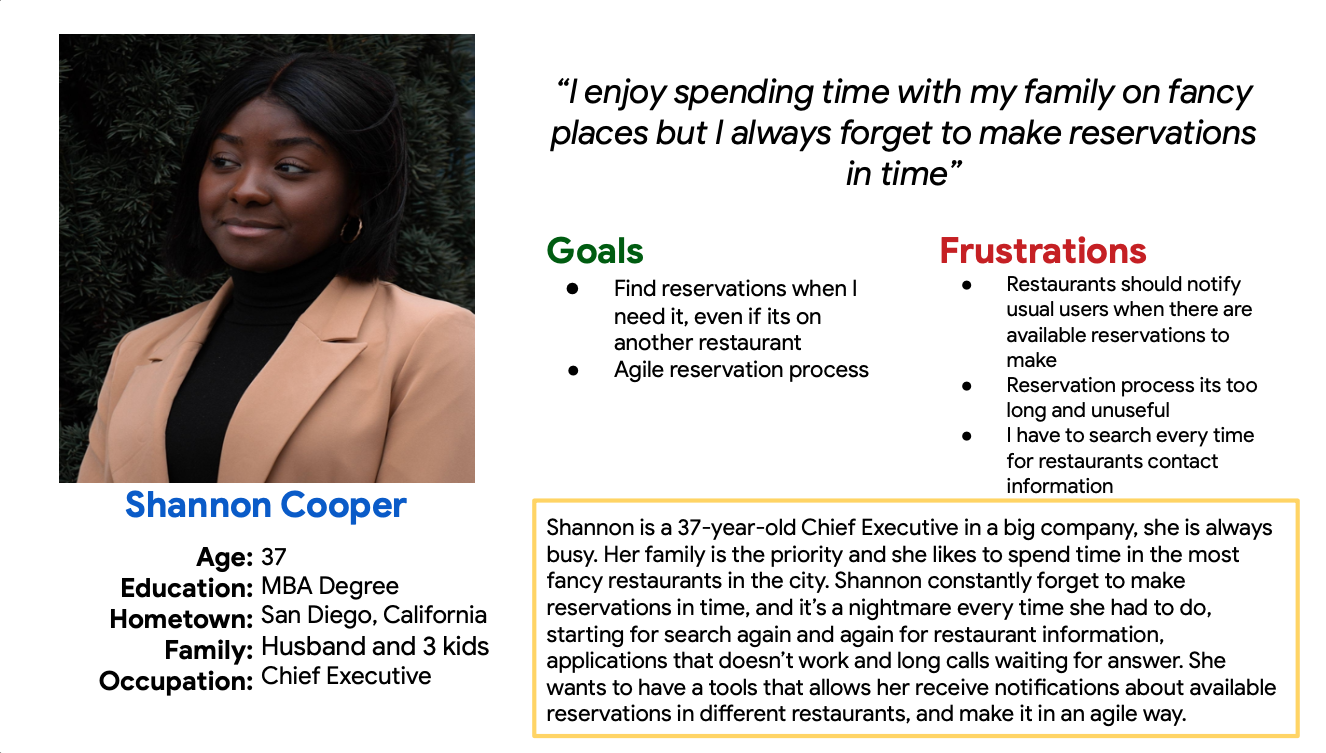 “I enjoy spending time with my family on fancy
places but I always forget to make reservations
in time”
Goals
● Find reservations when I
need it, even if its on
another restaurant
● Agile reservation process
Frustrations
● Restaurants should notify
usual users when there are
available reservations to
make
● Reservation process its too
long and unuseful
● I have to search every time
for restaurants contact
information
Shannon Cooper
Age: 37
Education: MBA Degree
Hometown: San Diego, California
Family: Husband and 3 kids
Occupation: Chief Executive
Shannon is a 37-year-old Chief Executive in a big company, she is always
busy. Her family is the priority and she likes to spend time in the most
fancy restaurants in the city. Shannon constantly forget to make
reservations in time, and it’s a nightmare every time she had to do,
starting for search again and again for restaurant information,
applications that doesn’t work and long calls waiting for answer. She
wants to have a tools that allows her receive notifications about available
reservations in different restaurants, and make it in an agile way.